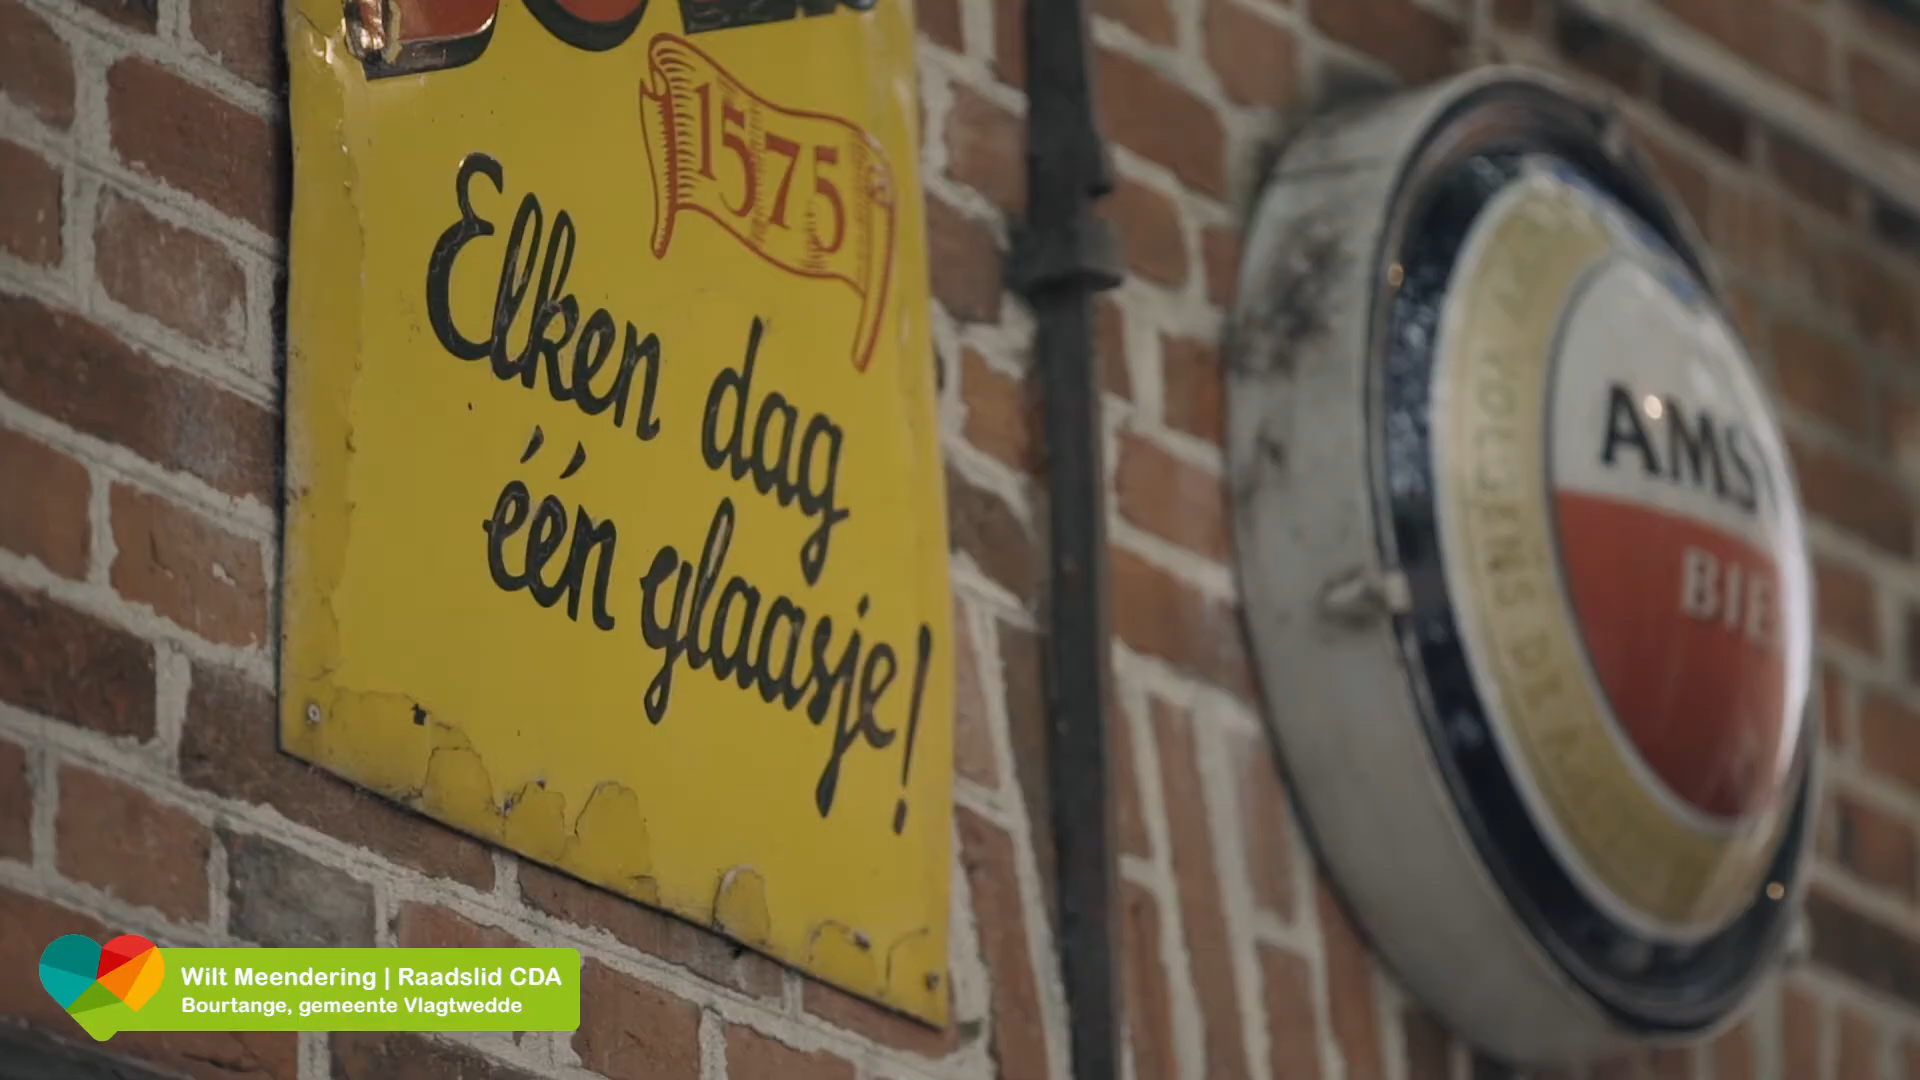 1575
Elken dag
één glaasje!
AMS
BIE
Wilt Meendering | Raadslid CDA
Bourtange, gemeente Vlagtwedde